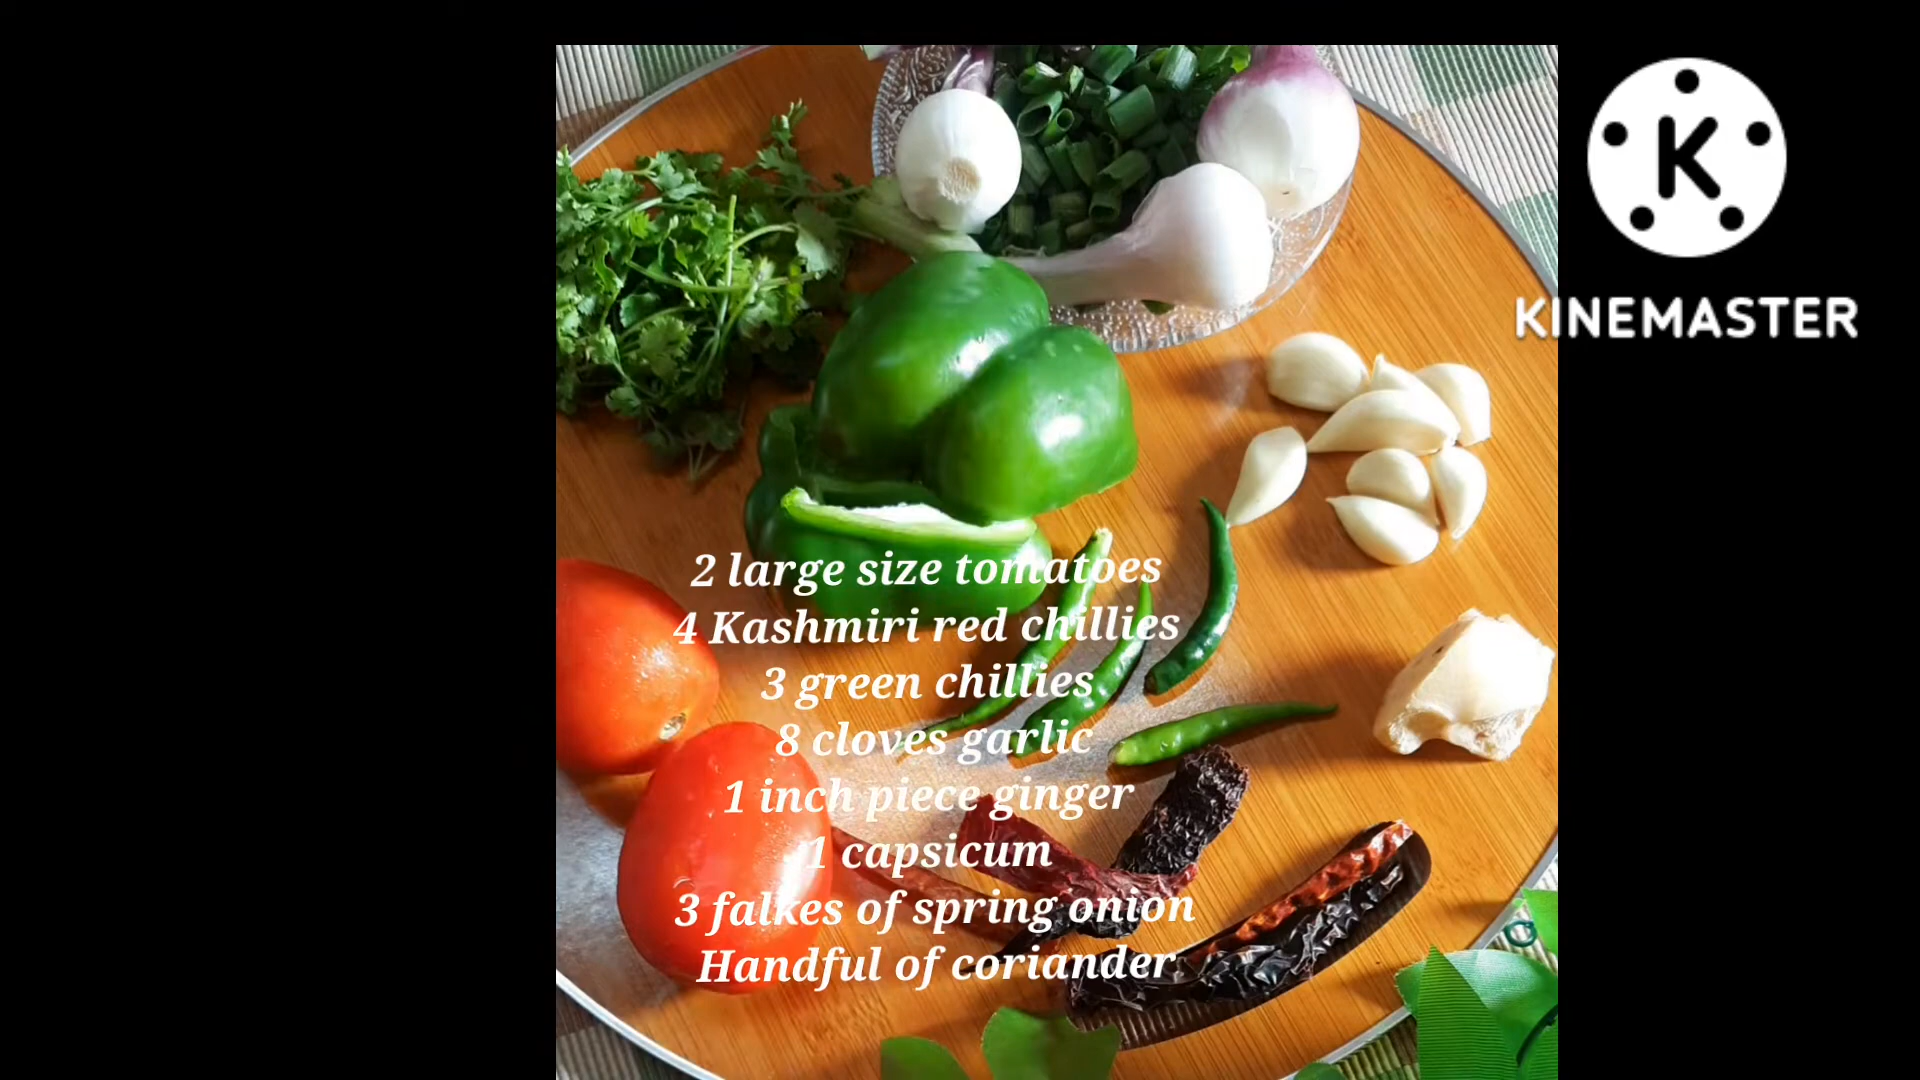 K
KINEMASTER
2 large size tomatoes
4 Kashmiri red chillies
3 green chillies
8 cloves garlic
1 inch piece ginger
1 capsicum
3 falkes of spring onion
Handful of coriander